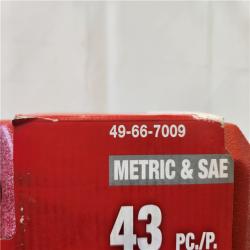 49-66-7009
METRIC & SAE
43 PC./P.